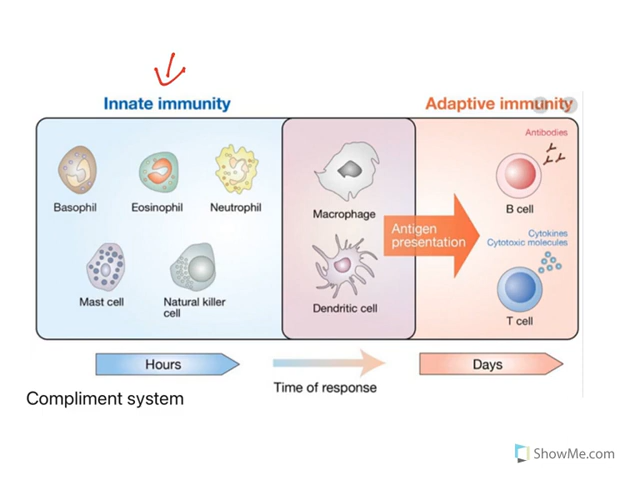 Innate immunity
Adaptive immunity
Antibodies
Basophil
Eosinophil
Neutrophil
Macrophage
B cell
Antigen
presentation
Cytokines
Cytotoxic molecules
Mast cell
Natural killer
cell
Dendritic cell
T cell
Hours
Time of response
Days
Compliment system
ShowMe.com